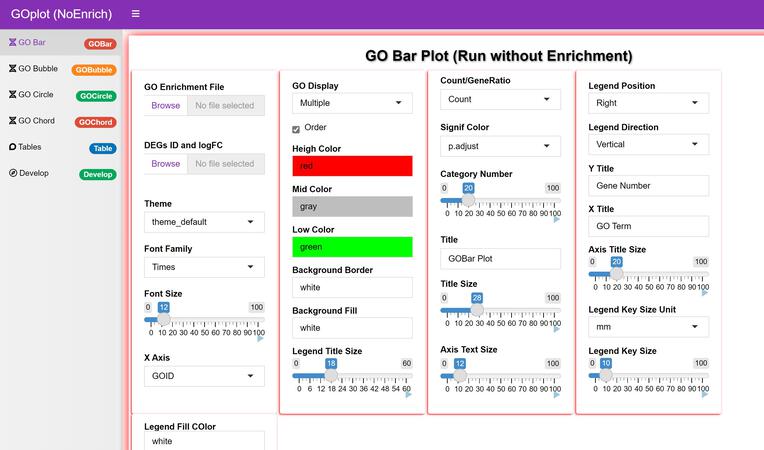 GOplot (NoEnrich)
GO Bar GOBar
GO Bubble GOBubble
GO Circle GOCircle
GO Chord GOChord
Tables Table
Develop Develop
GO Bar Plot (Run without Enrichment)
GO Enrichment File
Browse No file selected
DEGs ID and logFC
Browse No file selected
Theme
theme_default
Font Family
Times
Font Size
0 12 100
0 10 20 30 40 50 60 70 80 90 100
X Axis
GOID
Legend Fill COlor
white
GO Display
Multiple
Order
Heigh Color
red
Mid Color
gray
Low Color
green
Background Border
white
Background Fill
white
Legend Title Size
0 18 60
0 6 12 18 24 30 36 42 48 54 60
Count/GeneRatio
Count
Signif Color
p.adjust
Category Number
0 20 100
0 10 20 30 40 50 60 70 80 90 100
Title
GOBar Plot
Title Size
0 28 100
0 10 20 30 40 50 60 70 80 90 100
Axis Text Size
0 12 100
0 10 20 30 40 50 60 70 80 90 100
Legend Position
Right
Legend Direction
Vertical
Y Title
Gene Number
X Title
GO Term
Axis Title Size
0 20 100
0 10 20 30 40 50 60 70 80 90 100
Legend Key Size Unit
mm
Legend Key Size
0 10 100
0 10 20 30 40 50 60 70 80 90 100